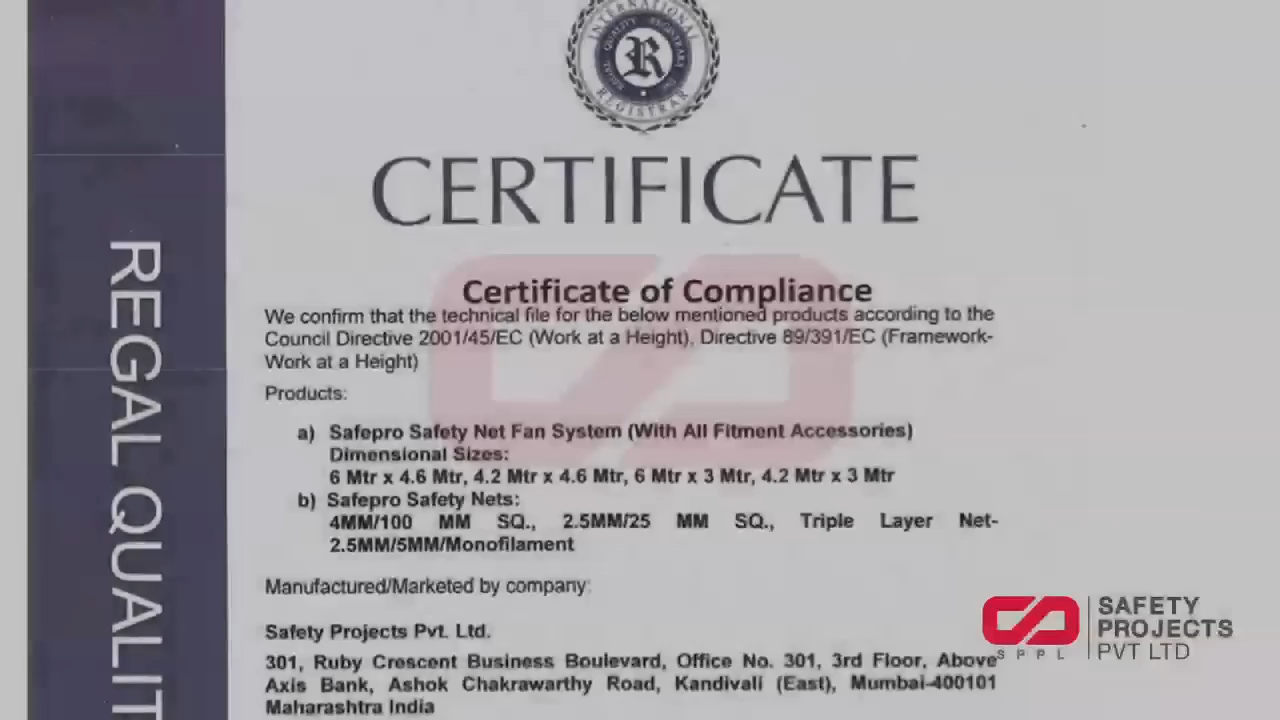 INTERNATIONAL
REGAL QUALITY REGISTRARS
R
REGISTRAR
CERTIFICATE
Certificate of Compliance
We confirm that the technical file for the below mentioned products according to the
Council Directive 2001/45/EC (Work at a Height), Directive 89/391/EC (Framework-
Work at a Height)
Products:
a) Safepro Safety Net Fan System (With All Fitment Accessories)
Dimensional Sizes:
6 Mtr x 4.6 Mtr, 4.2 Mtr x 4.6 Mtr, 6 Mtr x 3 Mtr, 4.2 Mtr x 3 Mtr
b) Safepro Safety Nets:
4MM/100 MM SQ., 2.5MM/25 MM SQ., Triple Layer Net-
2.5MM/5MM/Monofilament
Manufactured/Marketed by company:
Safety Projects Pvt. Ltd.
301, Ruby Crescent Business Boulevard, Office No. 301, 3rd Floor, Above
Axis Bank, Ashok Chakrawarthy Road, Kandivali (East), Mumbai-400101
Maharashtra India
REGAL QUALIT
SPPL
SAFETY
PROJECTS
PVT LTD